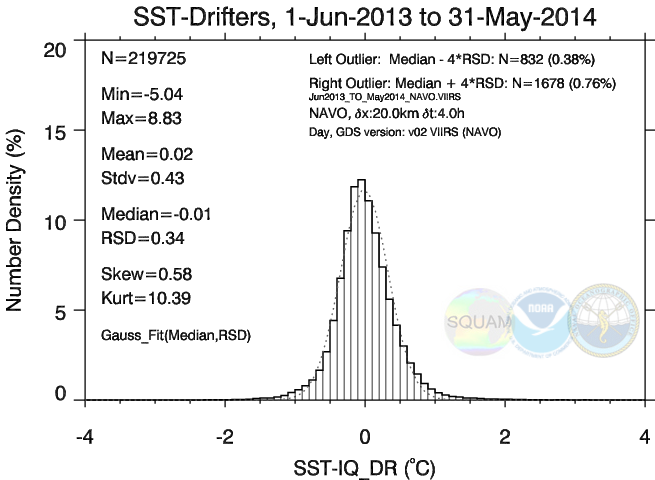 SST-Drifters, 1-Jun-2013 to 31-May-2014
N=219725
Min=-5.04
Max=8.83
Mean=0.02
Stdv=0.43
Median=-0.01
RSD=0.34
Skew=0.58
Kurt=10.39
Gauss_Fit(Median,RSD)
Left Outlier: Median - 4*RSD: N=832 (0.38%)
Right Outlier: Median + 4*RSD: N=1678 (0.76%)
Jun2013_TO_May2014_NAVO.VIIRS
NAVO, δx:20.0km δt:4.0h
Day, GDS version: v02 VIIRS (NAVO)
Number Density (%)
20
15
10
5
0
SQUAM
NOAA
-4 -2 0 2 4
SST-IQ_DR (°C)